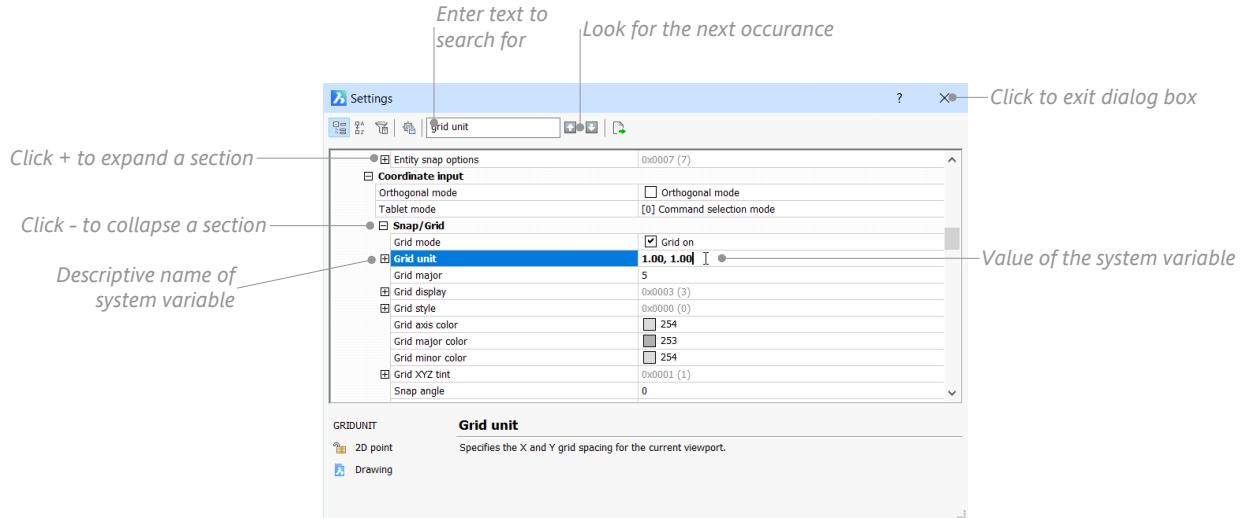 Enter text to
search for
Look for the next occurance
Settings
?
Click to exit dialog box
grid unit
Click + to expand a section
Entity snap options 0x0007 (7)
Coordinate input
Orthogonal mode Orthogonal mode
Tablet mode [0] Command selection mode
Click - to collapse a section
Snap/Grid
Grid mode Grid on
Grid unit 1.00, 1.00
Value of the system variable
Descriptive name of
system variable
Grid major 5
Grid display 0x0003 (3)
Grid style 0x0000 (0)
Grid axis color 254
Grid major color 253
Grid minor color 254
Grid XYZ tint 0x0001 (1)
Snap angle 0
GRIDUNIT Grid unit
2D point Specifies the X and Y grid spacing for the current viewport.
Drawing